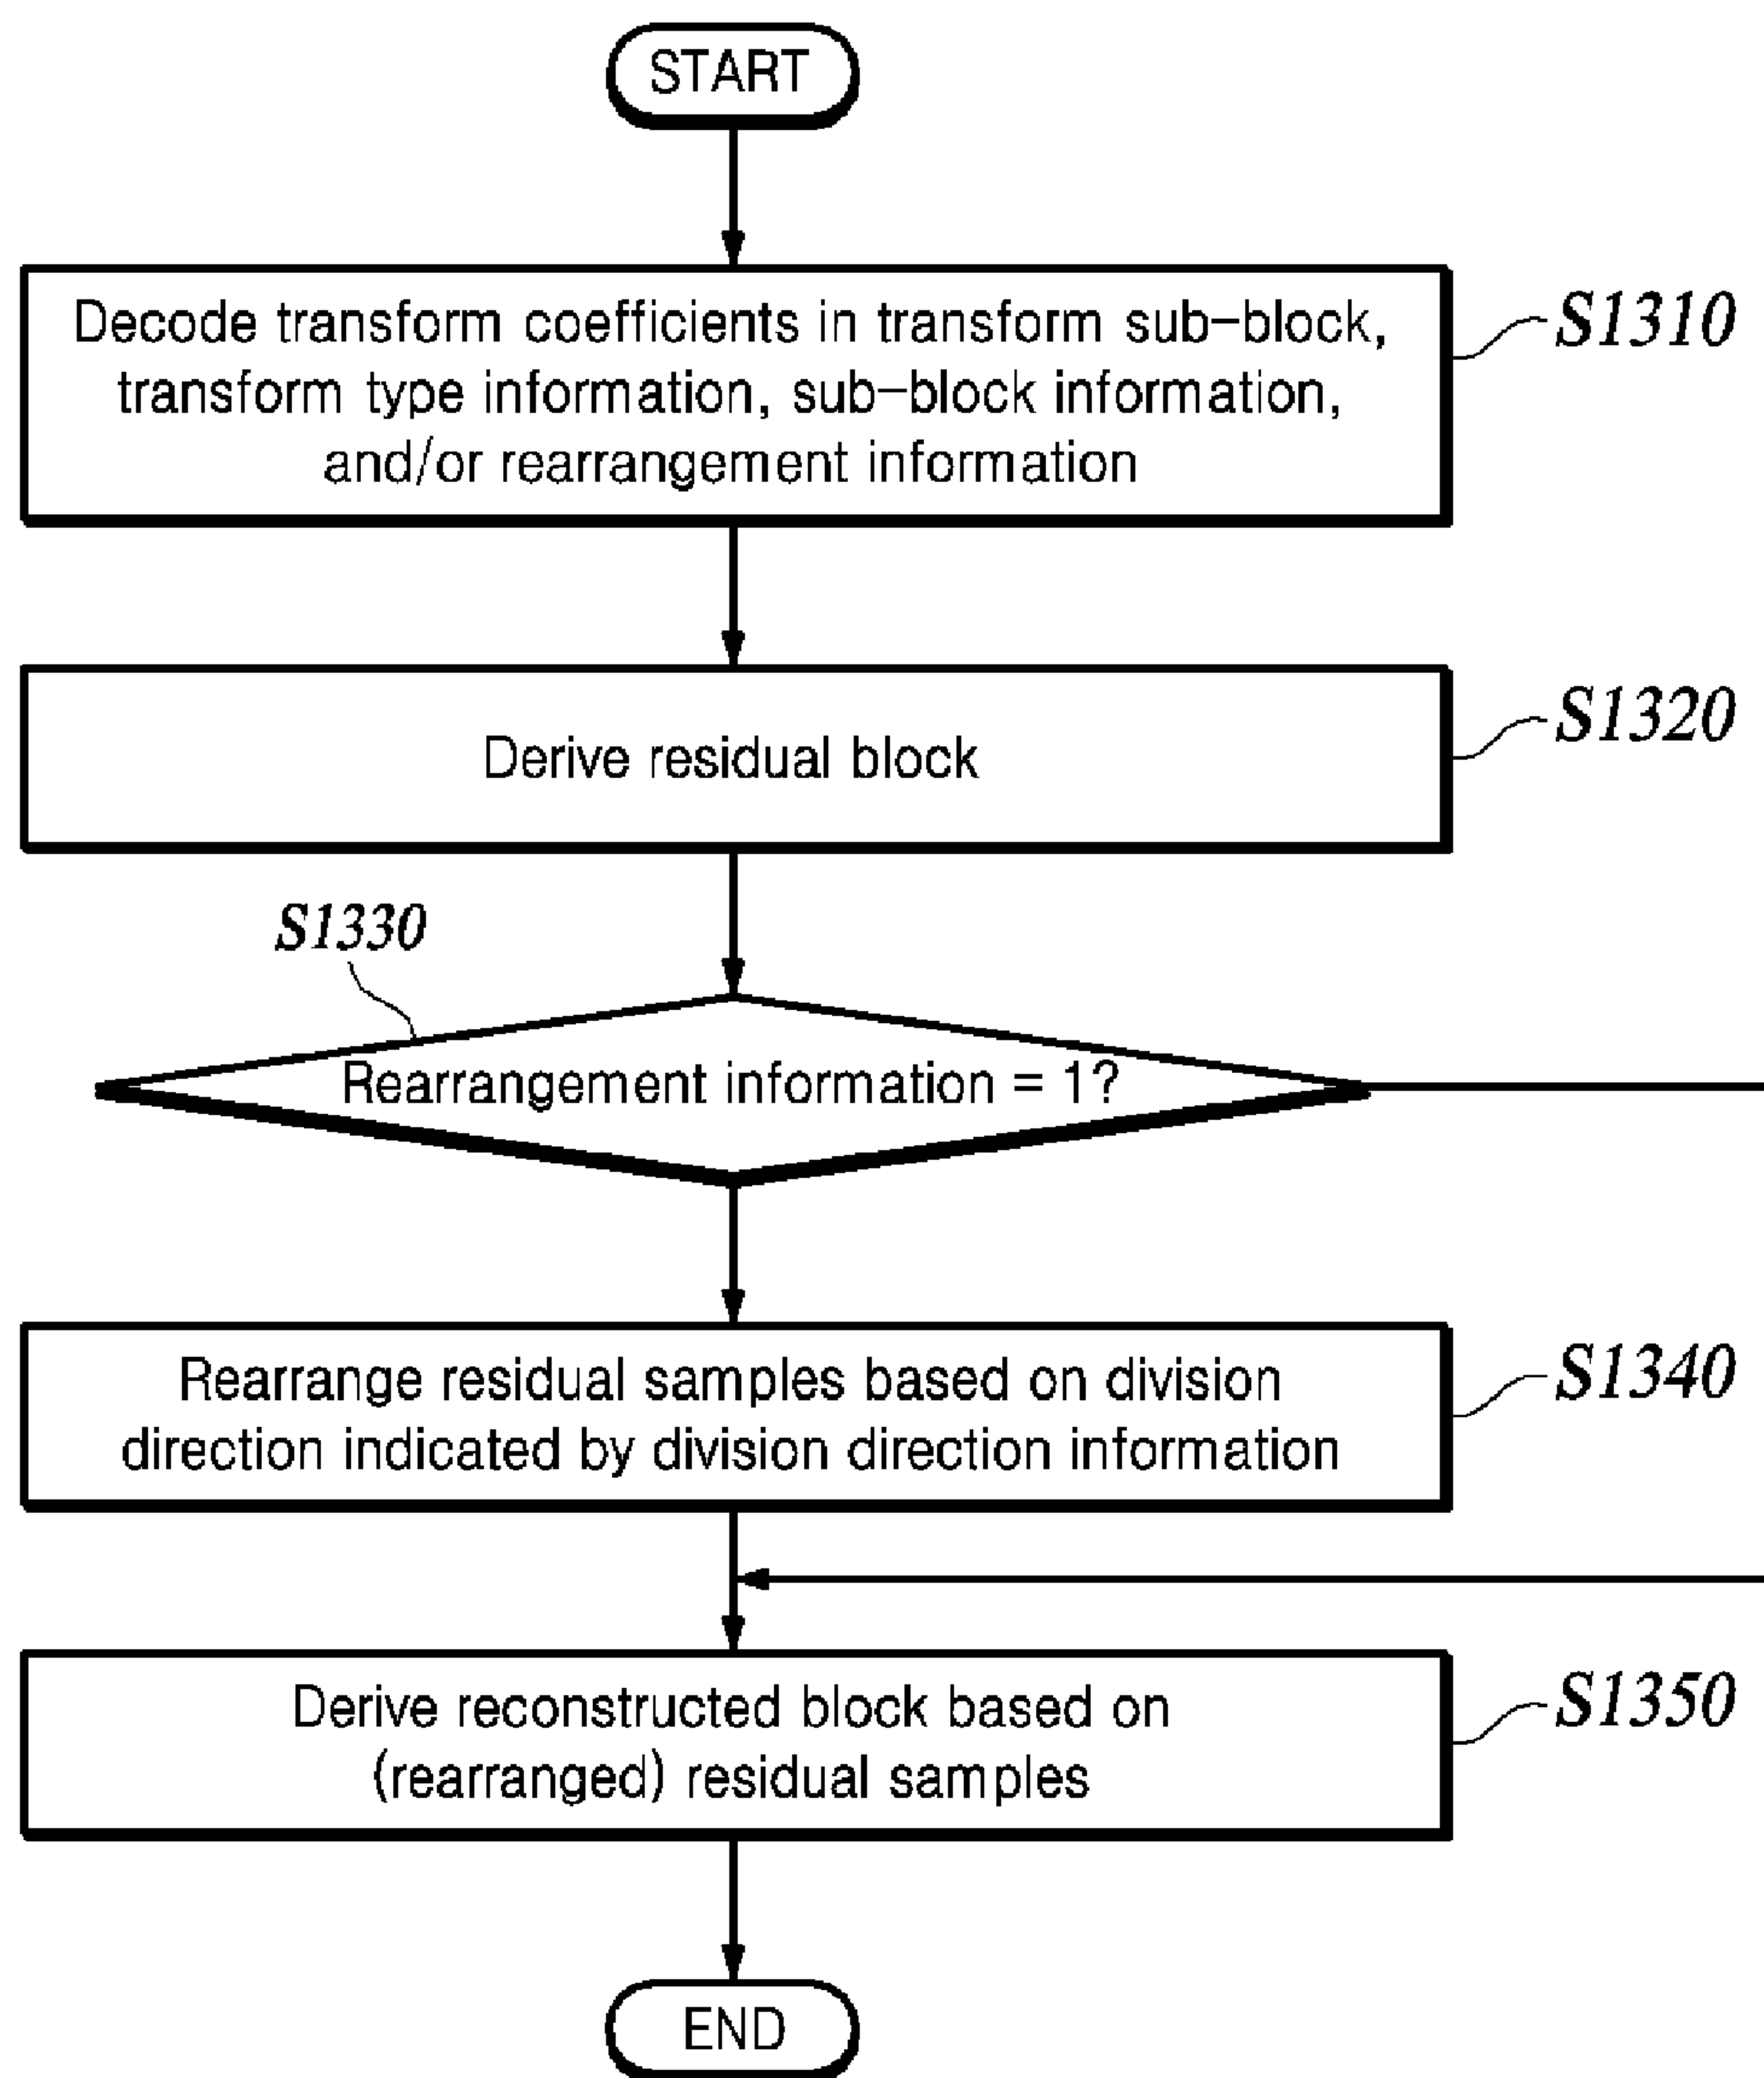 START
Decode transform coefficients in transform sub-block,
transform type information, sub-block information,
and/or rearrangement information
S1310
Derive residual block
S1320
S1330
Rearrangement information = 1?
Rearrange residual samples based on division
direction indicated by division direction information
S1340
Derive reconstructed block based on
(rearranged) residual samples
S1350
END